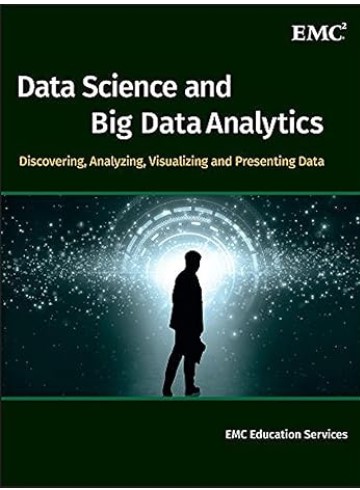 EMC²
Data Science and
Big Data Analytics
Discovering, Analyzing, Visualizing and Presenting Data
EMC Education Services